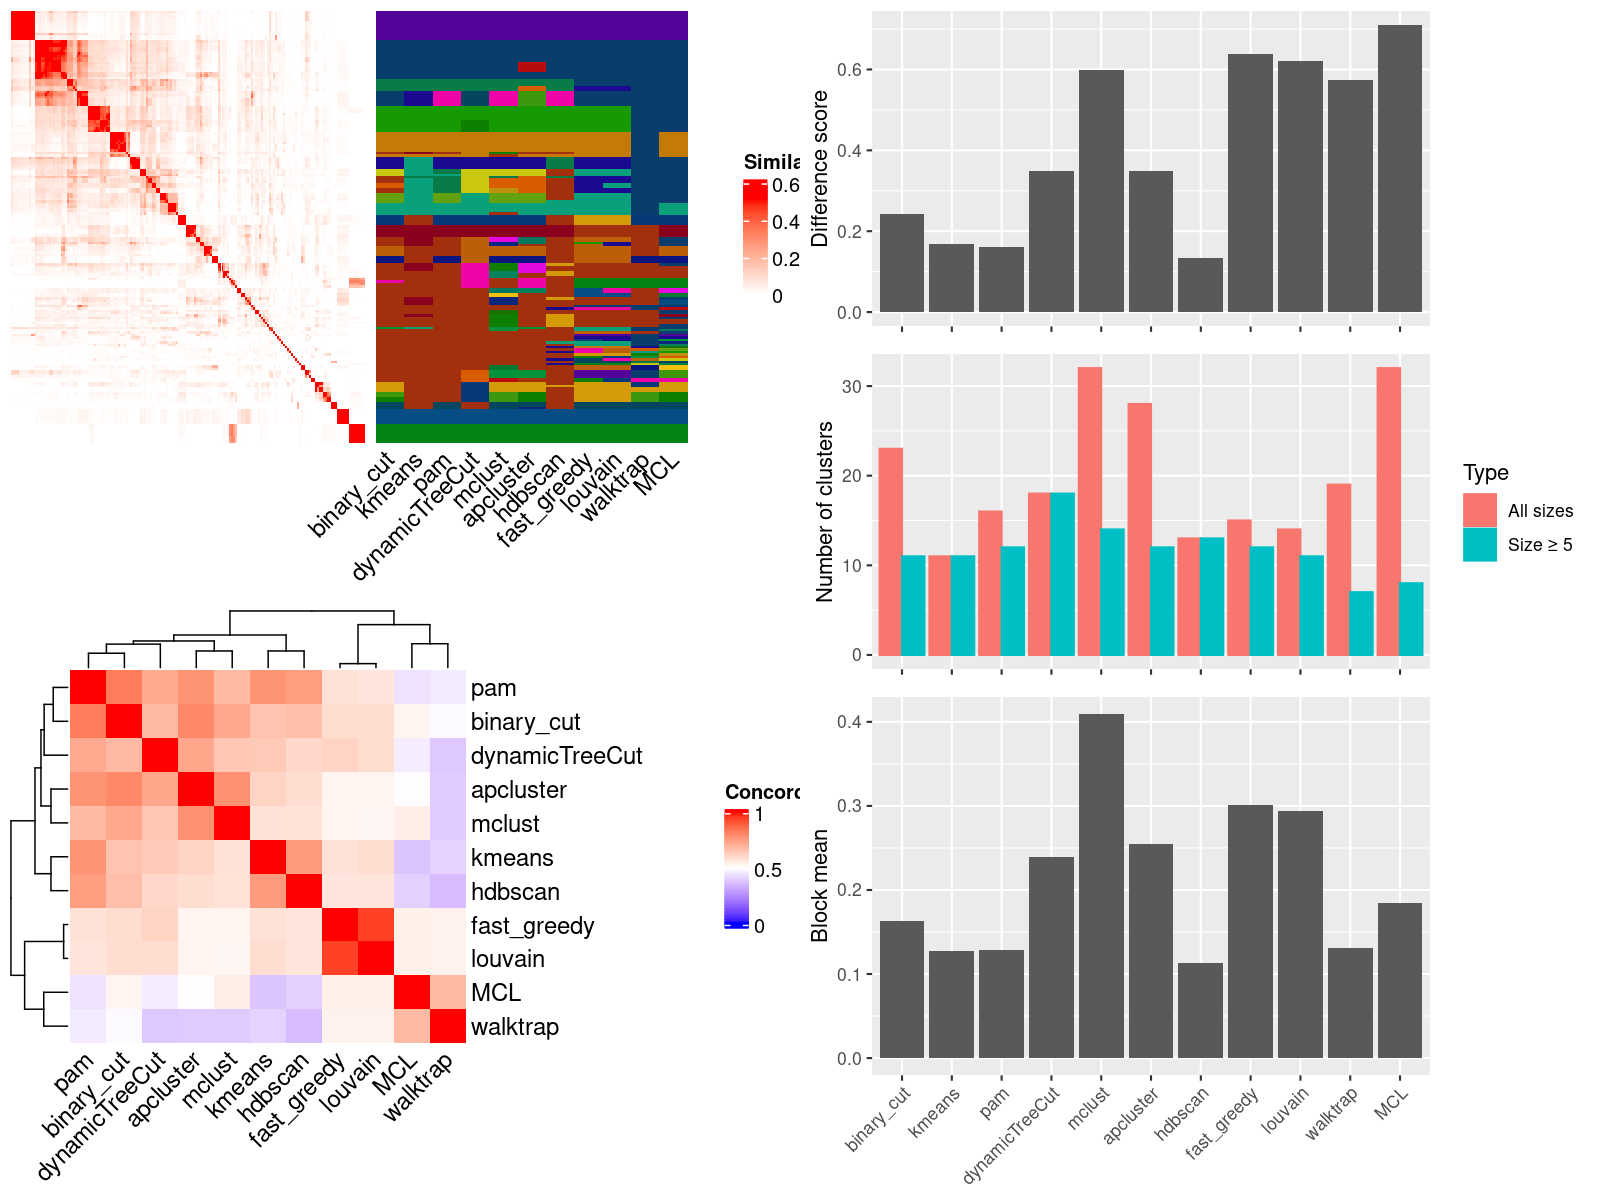 Simila
0.6
0.4
0.2
0
binary_cut
kmeans
pam
dynamicTreeCut
mclust
apcluster
hdbscan
fast_greedy
louvain
walktrap
MCL
Difference score
0.6
0.4
0.2
0.0
Number of clusters
30
20
10
0
Type
All sizes
Size ≥ 5
pam
binary_cut
dynamicTreeCut
apcluster
mclust
kmeans
hdbscan
fast_greedy
louvain
MCL
walktrap
pam
binary_cut
dynamicTreeCut
apcluster
mclust
kmeans
hdbscan
fast_greedy
louvain
MCL
walktrap
Concord
1
0.5
0
Block mean
0.4
0.3
0.2
0.1
0.0
binary_cut
kmeans
pam
dynamicTreeCut
mclust
apcluster
hdbscan
fast_greedy
louvain
walktrap
MCL